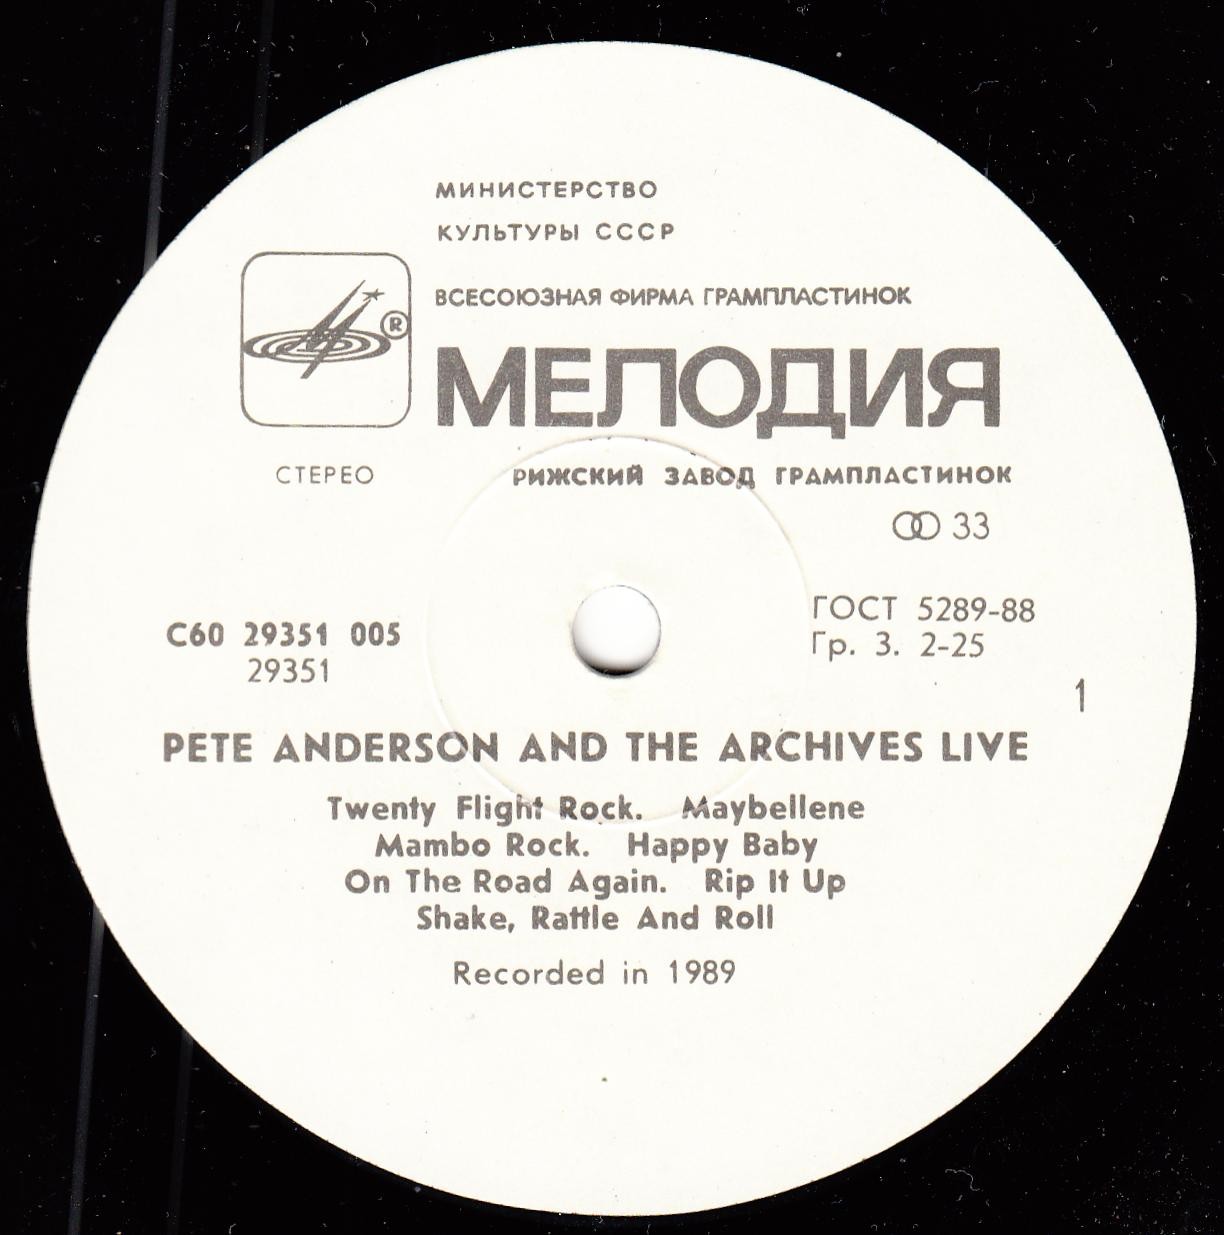 МИНИСТЕРСТВО
КУЛЬТУРЫ СССР
ВСЕСОЮЗНАЯ ФИРМА ГРАМПЛАСТИНОК
®
МЕЛОДИЯ
СТЕРЕО
РИЖСКИЙ ЗАВОД ГРАМПЛАСТИНОК
33
ГОСТ 5289-88
Гр. 3. 2-25
С60 29351 005
29351
1
PETE ANDERSON AND THE ARCHIVES LIVE
Twenty Flight Rock. Maybellene
Mambo Rock. Happy Baby
On The Road Again. Rip It Up
Shake, Rattle And Roll
Recorded in 1989